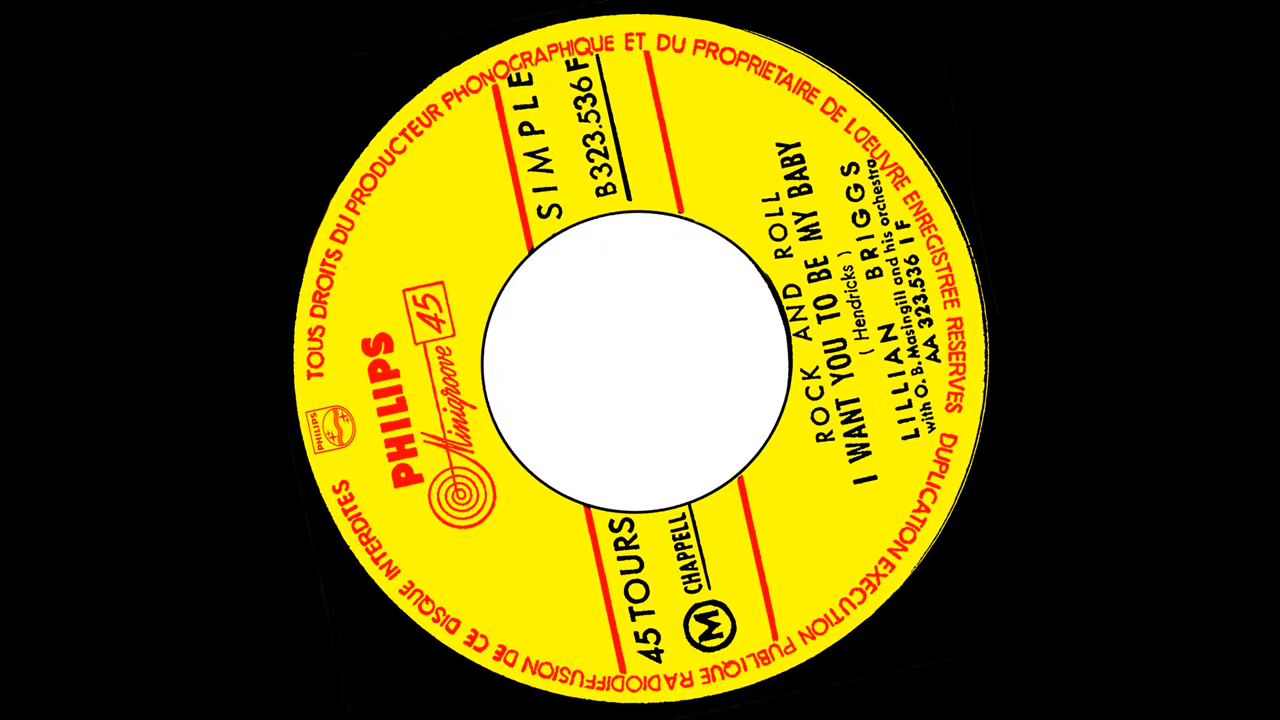 TOUS DROITS DU PRODUCTEUR PHONOGRAPHIQUE ET DU PROPRIETAIRE DE L'OEUVRE ENREGISTREE RESERVES DUPLICATION EXECUTION PUBLIQUE RADIODIFFUSION DE CE DISQUE INTERDITES
PHILIPS
PHILIPS
Minigroove 45
45 TOURS
SIMPLE
M CHAPPELL
B 323.536 F
ROCK AND ROLL
I WANT YOU TO BE MY BABY
( Hendricks )
LILLIAN BRIGGS
with O. B. Masingill and his orchestra
AA 323.536 1 F